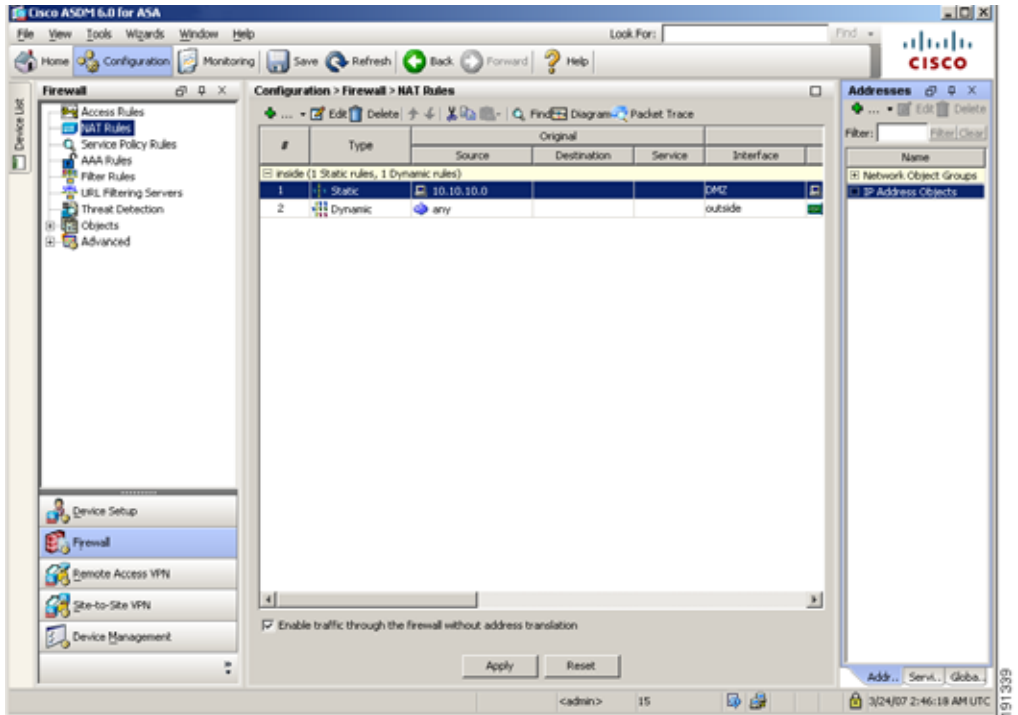 Cisco ASDM 6.0 for ASA
File View Tools Wizards Window Help
Look For:
Find
Home Configuration Monitoring Save Refresh Back Forward Help
CISCO
Device List
Firewall
Access Rules
NAT Rules
Service Policy Rules
AAA Rules
Filter Rules
URL Filtering Servers
Threat Detection
Objects
Advanced
Device Setup
Firewall
Remote Access VPN
Site-to-Site VPN
Device Management
Configuration > Firewall > NAT Rules
... Edit Delete Find Diagram Packet Trace
# Type Original
Source Destination Service Interface
inside (1 Static rules, 1 Dynamic rules)
1 Static 10.10.10.0 DMZ
2 Dynamic any outside
Enable traffic through the firewall without address translation
Apply Reset
Addresses
... Edit Delete
Filter: Filter Clear
Name
Network Object Groups
IP Address Objects
Addr.. Servi.. Globa..
<admin> 15 3/24/07 2:46:18 AM UTC
191339